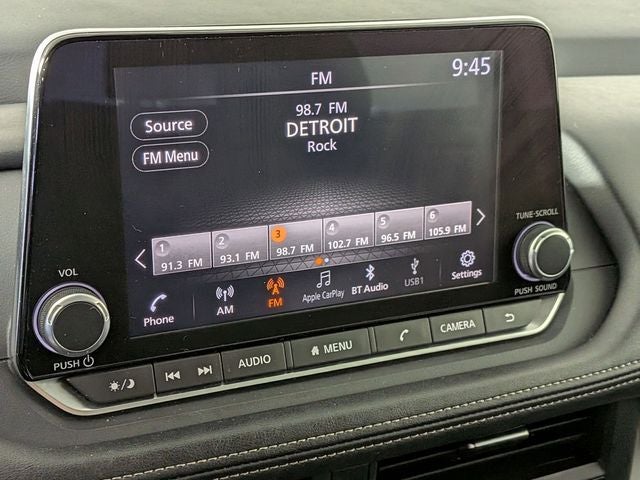 FM
9:45
98.7 FM
DETROIT
Rock
Source
FM Menu
1 2 3 4 5 6
91.3 FM 93.1 FM 98.7 FM 102.7 FM 96.5 FM 105.9 FM
Phone AM FM Apple CarPlay BT Audio USB1 Settings
VOL
PUSH
TUNE-SCROLL
PUSH SOUND
AUDIO MENU CAMERA